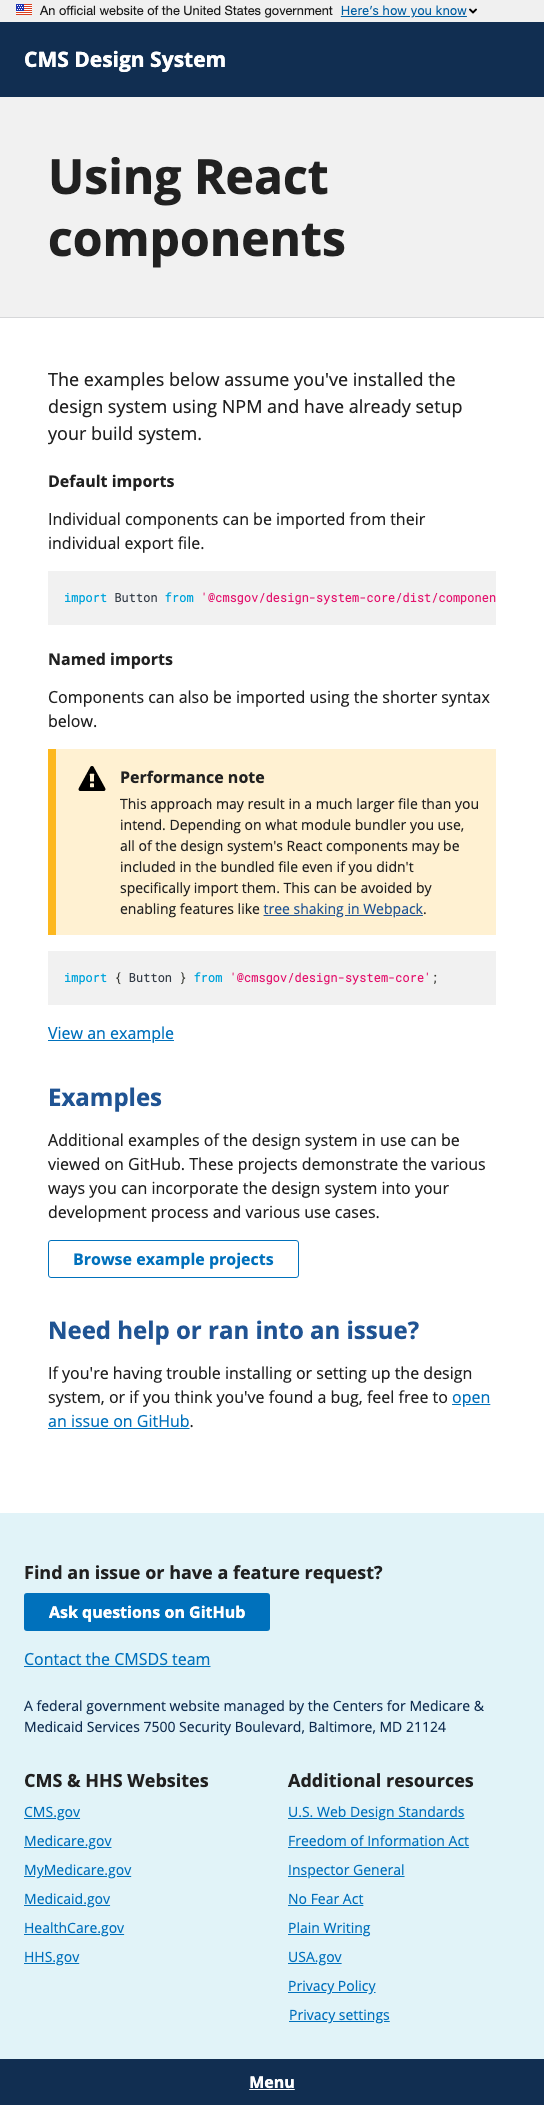 An official website of the United States government Here's how you know
CMS Design System
Using React
components
The examples below assume you've installed the
design system using NPM and have already setup
your build system.
Default imports
Individual components can be imported from their
individual export file.
import Button from '@cmsgov/design-system-core/dist/componen
Named imports
Components can also be imported using the shorter syntax
below.
Performance note
This approach may result in a much larger file than you
intend. Depending on what module bundler you use,
all of the design system's React components may be
included in the bundled file even if you didn't
specifically import them. This can be avoided by
enabling features like tree shaking in Webpack.
import { Button } from '@cmsgov/design-system-core';
View an example
Examples
Additional examples of the design system in use can be
viewed on GitHub. These projects demonstrate the various
ways you can incorporate the design system into your
development process and various use cases.
Browse example projects
Need help or ran into an issue?
If you're having trouble installing or setting up the design
system, or if you think you've found a bug, feel free to open
an issue on GitHub.
Find an issue or have a feature request?
Ask questions on GitHub
Contact the CMSDS team
A federal government website managed by the Centers for Medicare &
Medicaid Services 7500 Security Boulevard, Baltimore, MD 21124
CMS & HHS Websites
CMS.gov
Medicare.gov
MyMedicare.gov
Medicaid.gov
HealthCare.gov
HHS.gov
Additional resources
U.S. Web Design Standards
Freedom of Information Act
Inspector General
No Fear Act
Plain Writing
USA.gov
Privacy Policy
Privacy settings
Menu